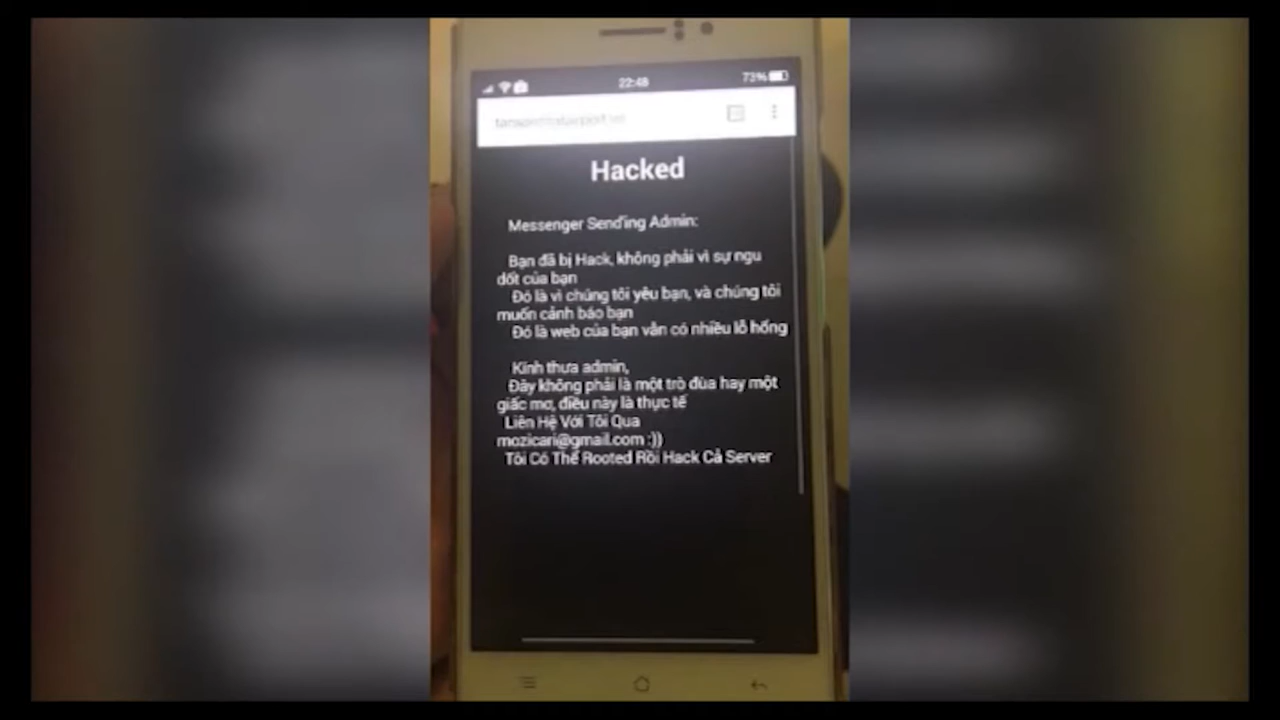 22:48
73%
Hacked
Messenger Sending Admin:
Bạn đã bị Hack, không phải vì sự ngu
dốt của bạn
Đó là vì chúng tôi yêu bạn, và chúng tôi
muốn cảnh báo bạn
Đó là web của bạn vẫn có nhiều lỗ hổng
Kính thưa admin,
Đây không phải là một trò đùa hay một
giấc mơ, điều này là thực tế
Liên Hệ Với Tôi Qua
mozicari@gmail.com :))
Tôi Có Thể Rooted Rồi Hack Cả Server